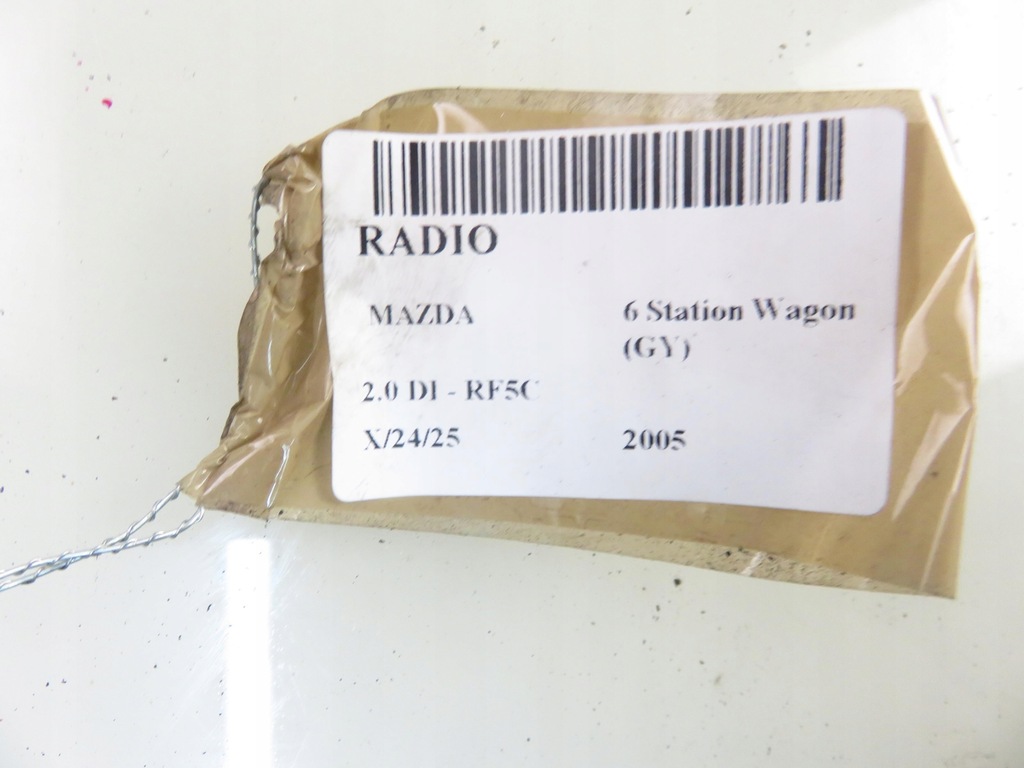 RADIO
MAZDA 6 Station Wagon
(GY)
2.0 DI - RF5C
X/24/25 2005